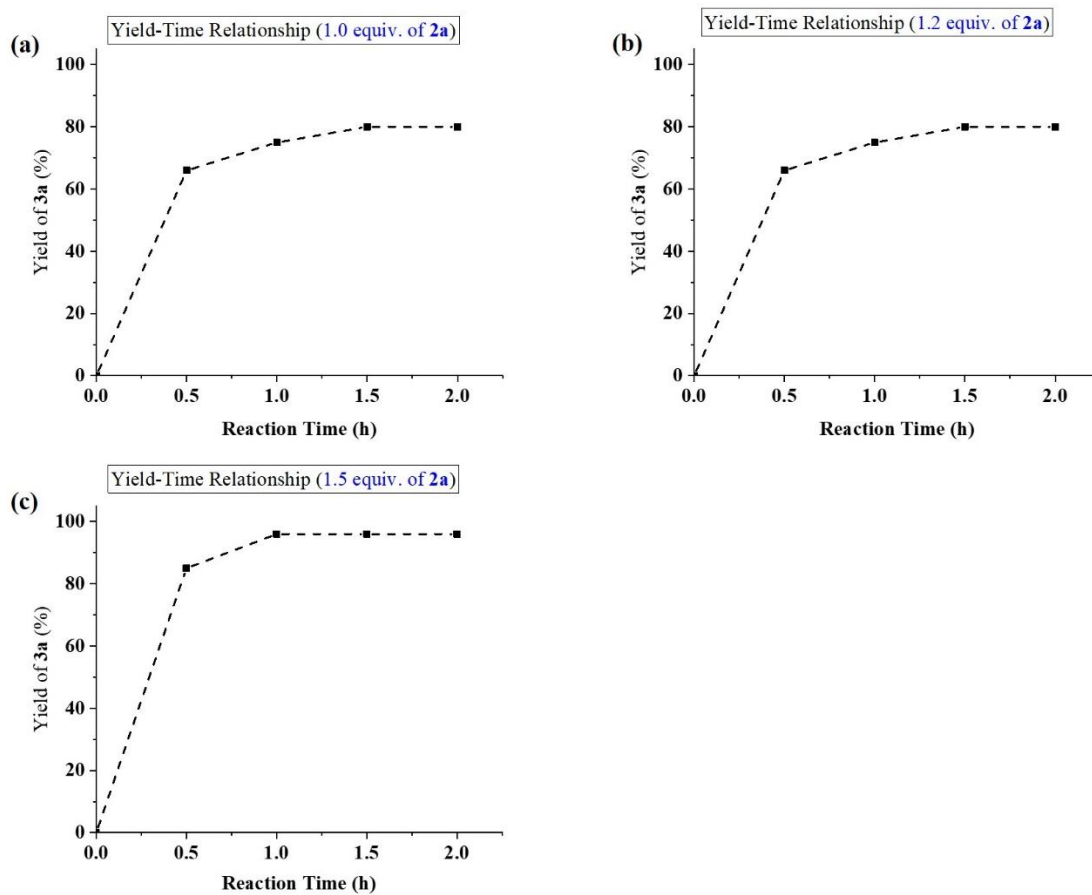 (a)
Yield-Time Relationship (1.0 equiv. of 2a)
100
80
60
40
20
0
Yield of 3a (%)
0.0 0.5 1.0 1.5 2.0
Reaction Time (h)
(b)
Yield-Time Relationship (1.2 equiv. of 2a)
100
80
60
40
20
0
Yield of 3a (%)
0.0 0.5 1.0 1.5 2.0
Reaction Time (h)
(c)
Yield-Time Relationship (1.5 equiv. of 2a)
100
80
60
40
20
0
Yield of 3a (%)
0.0 0.5 1.0 1.5 2.0
Reaction Time (h)